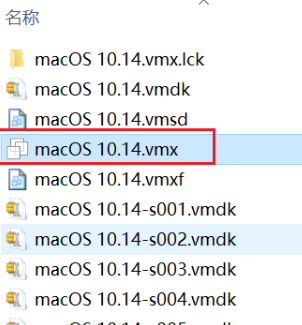 名称
macOS 10.14.vmx.lck
macOS 10.14.vmdk
macOS 10.14.vmsd
macOS 10.14.vmx
macOS 10.14.vmxf
macOS 10.14-s001.vmdk
macOS 10.14-s002.vmdk
macOS 10.14-s003.vmdk
macOS 10.14-s004.vmdk